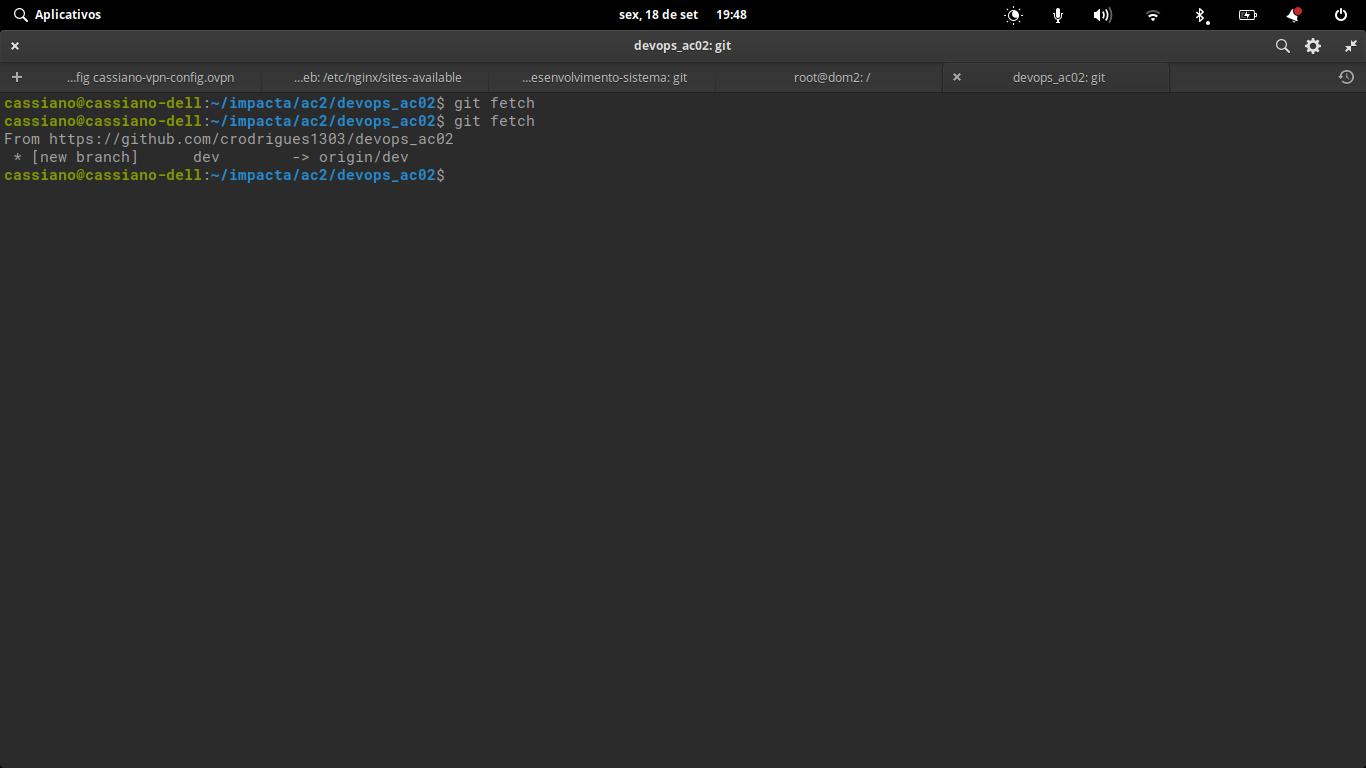 Aplicativos sex, 18 de set 19:48
devops_ac02: git
...fig cassiano-vpn-config.ovpn ...eb: /etc/nginx/sites-available ...esenvolvimento-sistema: git root@dom2: / devops_ac02: git
cassiano@cassiano-dell:~/impacta/ac2/devops_ac02$ git fetch
cassiano@cassiano-dell:~/impacta/ac2/devops_ac02$ git fetch
From https://github.com/crodrigues1303/devops_ac02
 * [new branch]      dev        -> origin/dev
cassiano@cassiano-dell:~/impacta/ac2/devops_ac02$